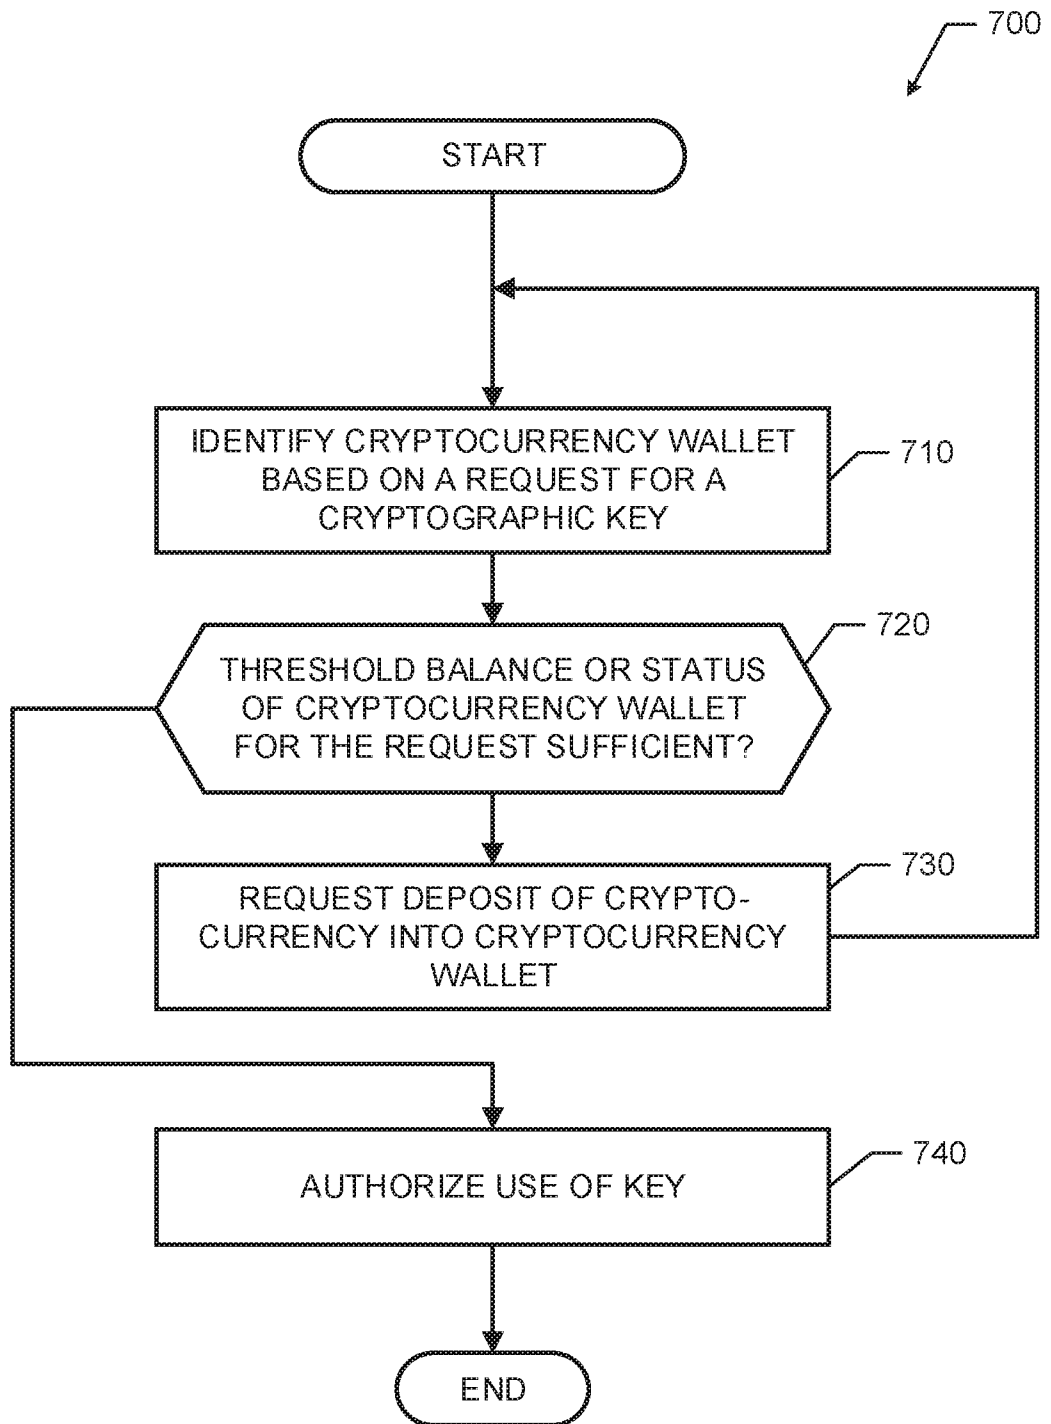 700
START
IDENTIFY CRYPTOCURRENCY WALLET
BASED ON A REQUEST FOR A
CRYPTOGRAPHIC KEY
710
720
THRESHOLD BALANCE OR STATUS
OF CRYPTOCURRENCY WALLET
FOR THE REQUEST SUFFICIENT?
730
REQUEST DEPOSIT OF CRYPTO-
CURRENCY INTO CRYPTOCURRENCY
WALLET
740
AUTHORIZE USE OF KEY
END